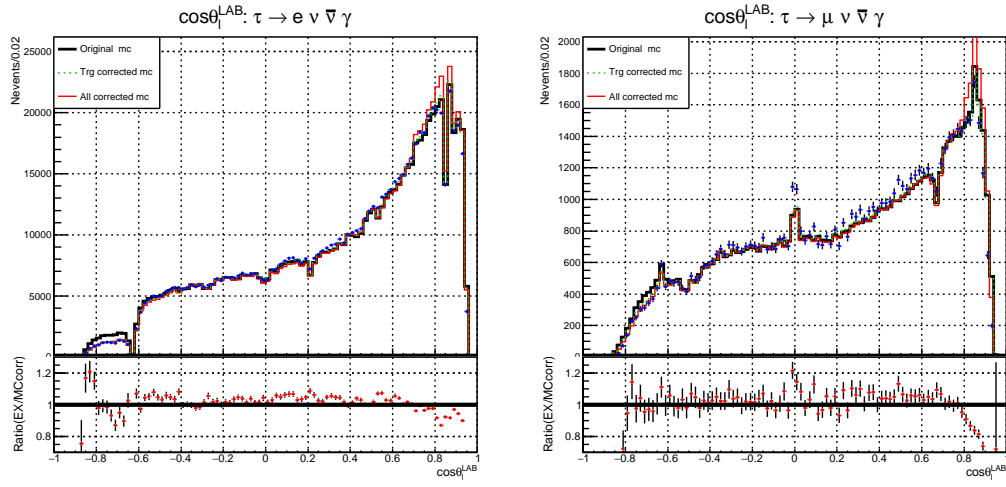 cosθ_l^LAB: τ → e ν ν̄ γ
Nevents/0.02
25000
20000
15000
10000
5000
0
Original mc
Trg corrected mc
All corrected mc
Ratio(EX/MCcorr)
1.2
1
0.8
−1 −0.8 −0.6 −0.4 −0.2 0 0.2 0.4 0.6 0.8 1
cosθ_l^LAB
cosθ_l^LAB: τ → μ ν ν̄ γ
Nevents/0.02
2000
1800
1600
1400
1200
1000
800
600
400
200
0
Original mc
Trg corrected mc
All corrected mc
Ratio(EX/MCcorr)
1.2
1
0.8
−1 −0.8 −0.6 −0.4 −0.2 0 0.2 0.4 0.6 0.8 1
cosθ_l^LAB